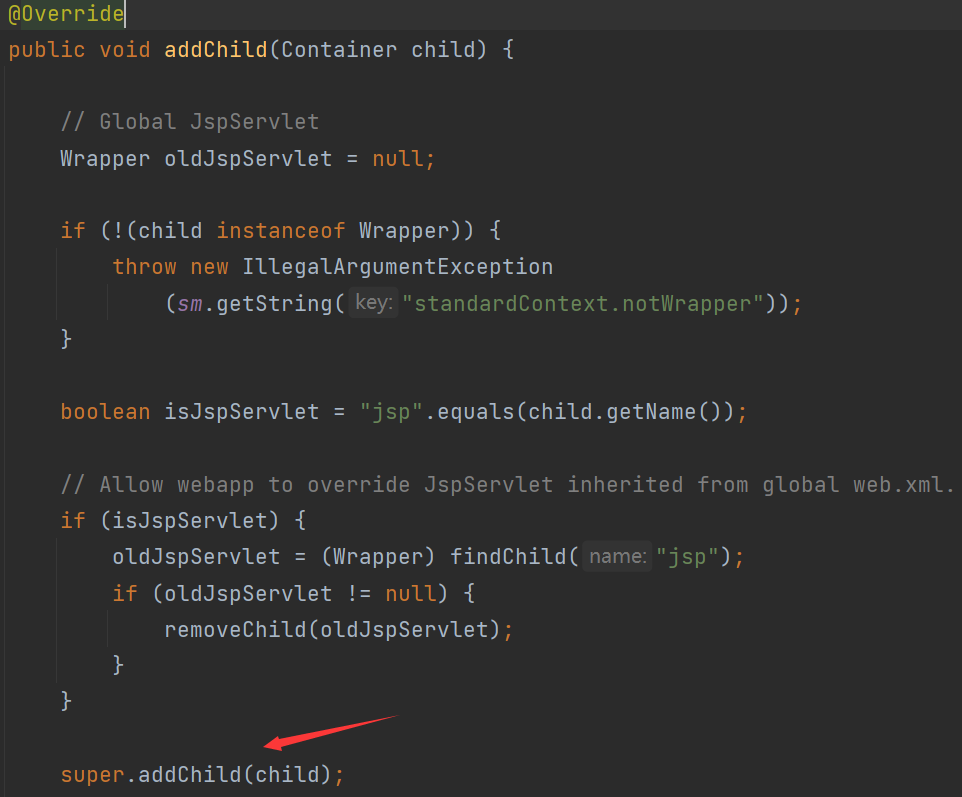 @Override
public void addChild(Container child) {
// Global JspServlet
Wrapper oldJspServlet = null;
if (!(child instanceof Wrapper)) {
throw new IllegalArgumentException
(sm.getString( key: "standardContext.notWrapper"));
}
boolean isJspServlet = "jsp".equals(child.getName());
// Allow webapp to override JspServlet inherited from global web.xml.
if (isJspServlet) {
oldJspServlet = (Wrapper) findChild( name: "jsp");
if (oldJspServlet != null) {
removeChild(oldJspServlet);
}
}
super.addChild(child);